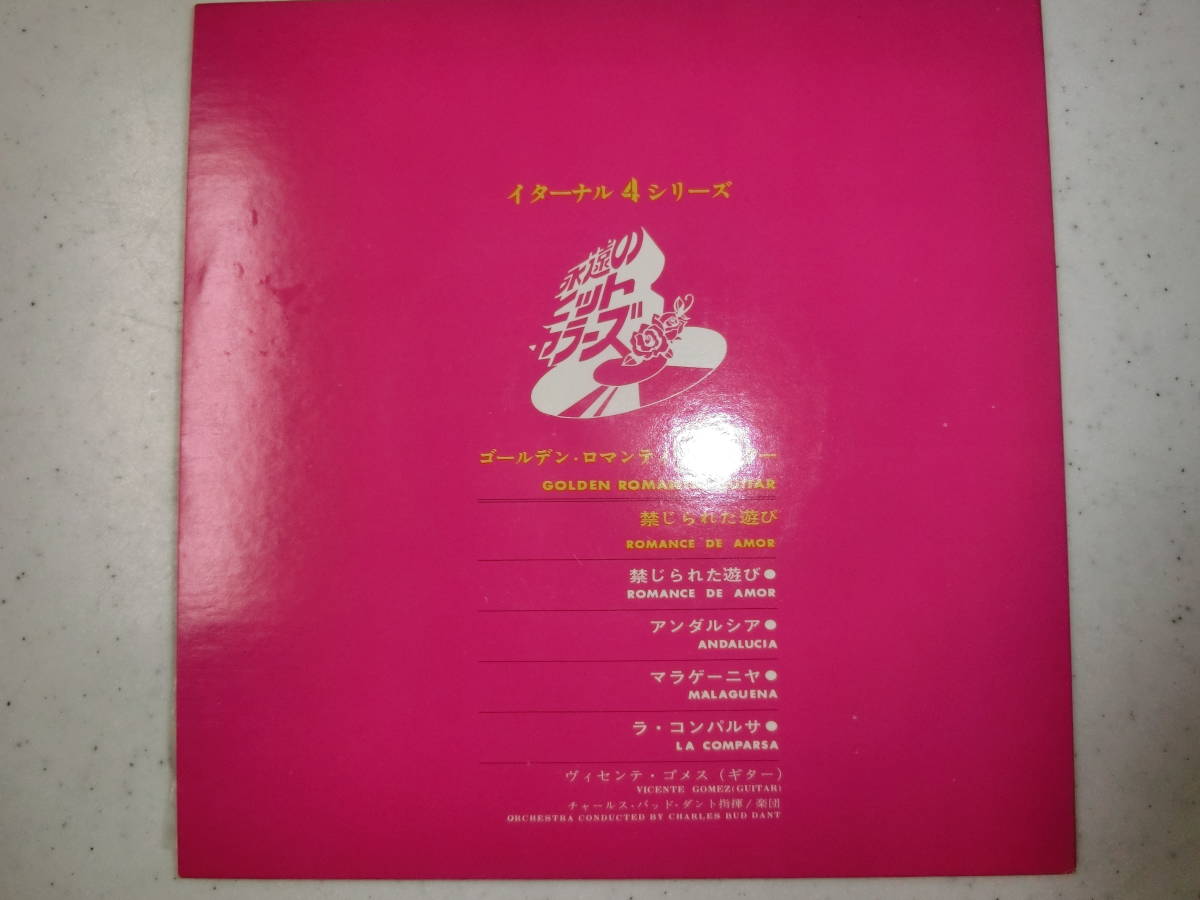 イターナル4シリーズ
永遠の
ヒット
パラーズ
ゴールデン・ロマンティ
GOLDEN
禁じられた遊び
ROMANCE DE AMOR
禁じられた遊び●
ROMANCE DE AMOR
アンダルシア●
ANDALUCIA
マラゲーニヤ●
MALAGUENA
ラ・コンパルサ●
LA COMPARSA
ヴィセンテ・ゴメス(ギター)
VICENTE GOMEZ(GUITAR)
チャールス・バッド・ダント指揮/楽団
ORCHESTRA CONDUCTED BY CHARLES BUD DANT